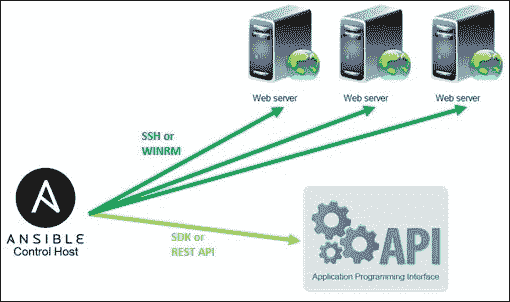 Web server
Web server
Web server
SSH or
WINRM
ANSIBLE
Control Host
SDK or
REST API
API
Application Programming Interface